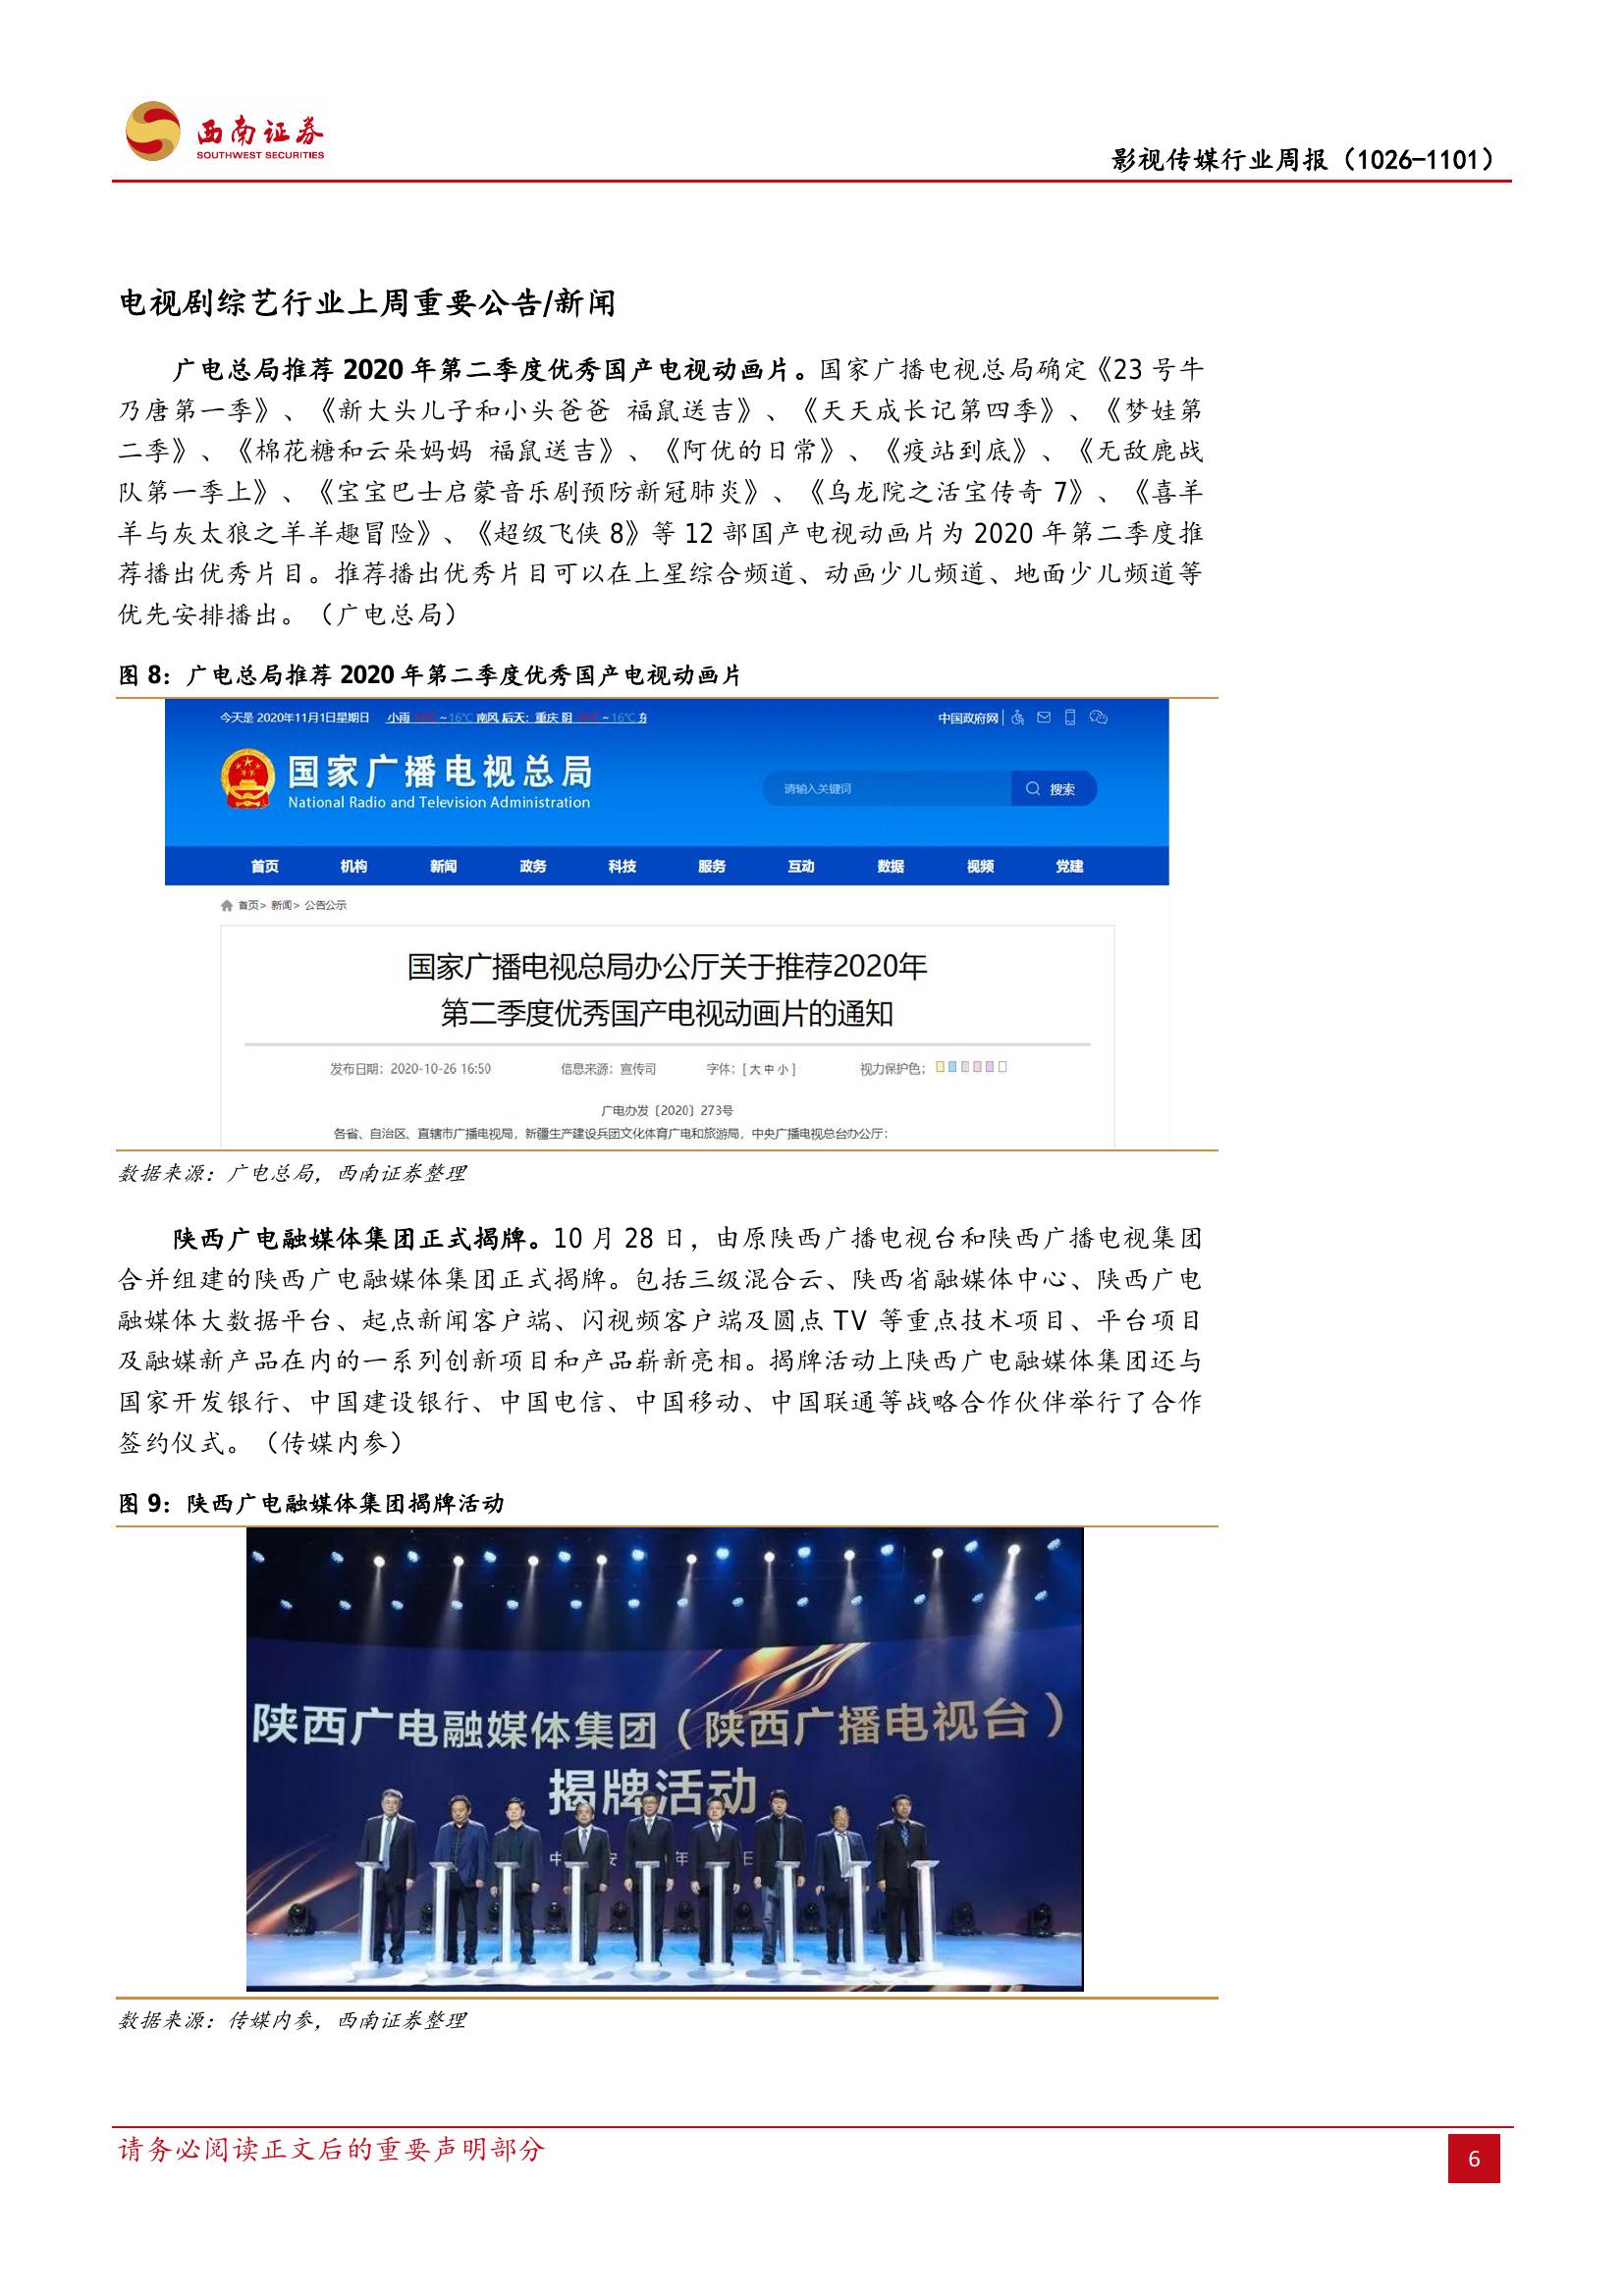 西南证券
SOUTHWEST SECURITIES
影视传媒行业周报（1026-1101）
电视剧综艺行业上周重要公告/新闻
广电总局推荐 2020 年第二季度优秀国产电视动画片。国家广播电视总局确定《23 号牛
乃唐第一季》、《新大头儿子和小头爸爸 福鼠送吉》、《天天成长记第四季》、《梦娃第
二季》、《棉花糖和云朵妈妈 福鼠送吉》、《阿优的日常》、《疫站到底》、《无敌鹿战
队第一季上》、《宝宝巴士启蒙音乐剧预防新冠肺炎》、《乌龙院之活宝传奇 7》、《喜羊
羊与灰太狼之羊羊趣冒险》、《超级飞侠 8》等 12 部国产电视动画片为 2020 年第二季度推
荐播出优秀片目。推荐播出优秀片目可以在上星综合频道、动画少儿频道、地面少儿频道等
优先安排播出。（广电总局）
图 8：广电总局推荐 2020 年第二季度优秀国产电视动画片
今天是 2020年11月1日星期日 小雨 ~16℃ 南风 后天：重庆 阴 ~16℃ 中国政府网
国家广播电视总局
National Radio and Television Administration
请输入关键词 搜索
首页 机构 新闻 政务 科技 服务 互动 数据 视频 党建
首页> 新闻> 公告公示
国家广播电视总局办公厅关于推荐2020年
第二季度优秀国产电视动画片的通知
发布日期：2020-10-26 16:50 信息来源：宣传司 字体：[ 大 中 小 ] 视力保护色：
广电办发〔2020〕273号
各省、自治区、直辖市广播电视局，新疆生产建设兵团文化体育广电和旅游局，中央广播电视总台办公厅：
数据来源：广电总局，西南证券整理
陕西广电融媒体集团正式揭牌。10 月 28 日，由原陕西广播电视台和陕西广播电视集团
合并组建的陕西广电融媒体集团正式揭牌。包括三级混合云、陕西省融媒体中心、陕西广电
融媒体大数据平台、起点新闻客户端、闪视频客户端及圆点 TV 等重点技术项目、平台项目
及融媒新产品在内的一系列创新项目和产品崭新亮相。揭牌活动上陕西广电融媒体集团还与
国家开发银行、中国建设银行、中国电信、中国移动、中国联通等战略合作伙伴举行了合作
签约仪式。（传媒内参）
图 9：陕西广电融媒体集团揭牌活动
陕西广电融媒体集团（陕西广播电视台）
揭牌活动
数据来源：传媒内参，西南证券整理
请务必阅读正文后的重要声明部分
6